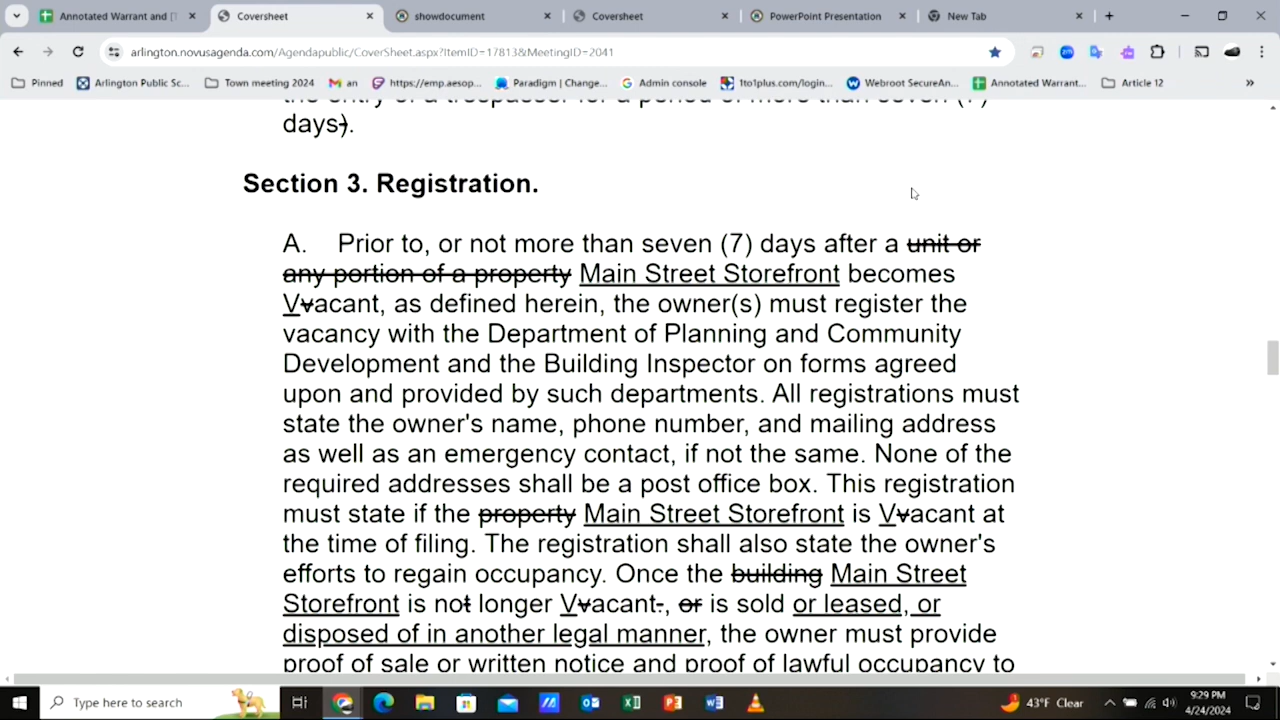 Annotated Warrant and [T
Coversheet
showdocument
Coversheet
PowerPoint Presentation
New Tab
arlington.novusagenda.com/Agendapublic/CoverSheet.aspx?ItemID=17813&MeetingID=2041
Pinned
Arlington Public Sc...
Town meeting 2024
an
https://emp.aesop...
Paradigm | Change...
Admin console
1to1plus.com/login...
Webroot SecureAn...
Annotated Warrant...
Article 12
»
the entry of a trespasser for a period of more than seven (7)
days).
Section 3. Registration.
A. Prior to, or not more than seven (7) days after a unit or
any portion of a property Main Street Storefront becomes
Vvacant, as defined herein, the owner(s) must register the
vacancy with the Department of Planning and Community
Development and the Building Inspector on forms agreed
upon and provided by such departments. All registrations must
state the owner's name, phone number, and mailing address
as well as an emergency contact, if not the same. None of the
required addresses shall be a post office box. This registration
must state if the property Main Street Storefront is Vvacant at
the time of filing. The registration shall also state the owner's
efforts to regain occupancy. Once the building Main Street
Storefront is not longer Vvacant-, or is sold or leased, or
disposed of in another legal manner, the owner must provide
proof of sale or written notice and proof of lawful occupancy to
Type here to search
43°F Clear
9:29 PM
4/24/2024